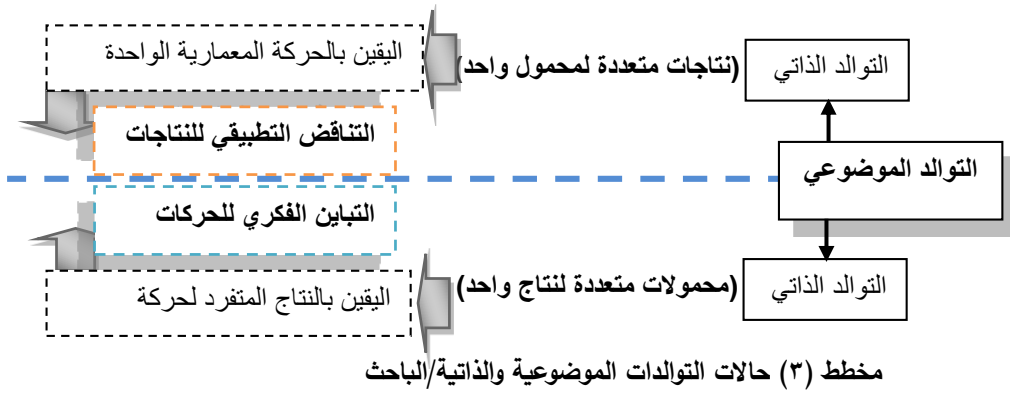 التوالد الذاتي
(نتاجات متعددة لمحمول واحد)
اليقين بالحركة المعمارية الواحدة
التناقض التطبيقي للنتاجات
التوالد الموضوعي
التباين الفكري للحركات
التوالد الذاتي
(محمولات متعددة لنتاج واحد)
اليقين بالنتاج المتفرد لحركة
مخطط (٣) حالات التوالدات الموضوعية والذاتية/الباحث